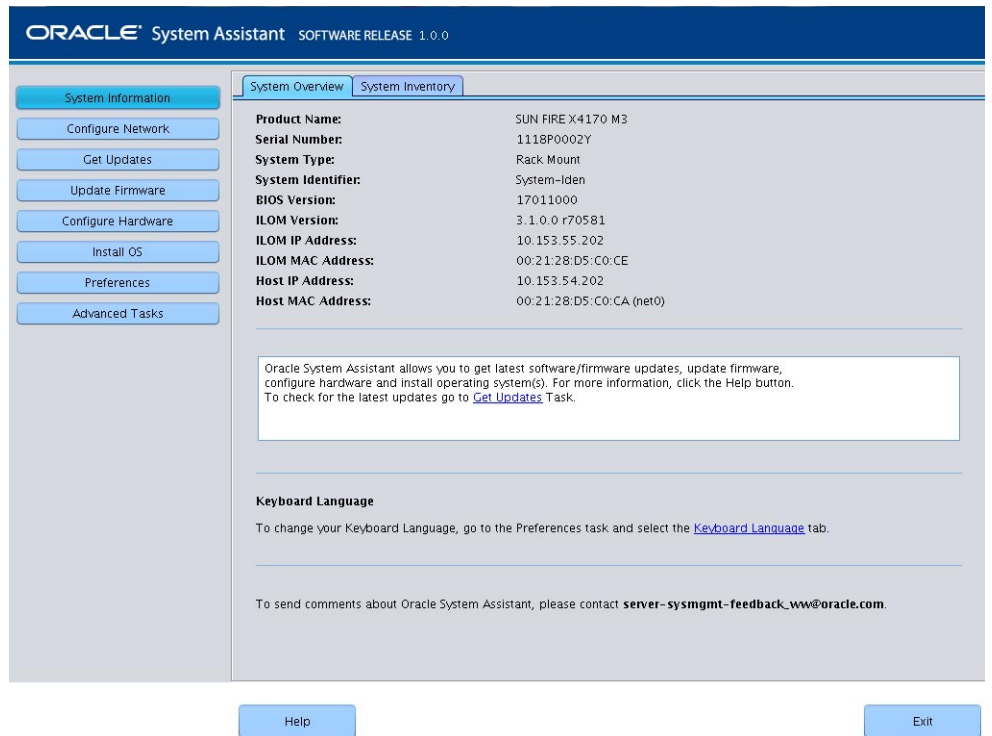 ORACLE System Assistant SOFTWARE RELEASE 1.0.0
System Information
Configure Network
Get Updates
Update Firmware
Configure Hardware
Install OS
Preferences
Advanced Tasks
System Overview System Inventory
Product Name: SUN FIRE X4170 M3
Serial Number: 1118P0002Y
System Type: Rack Mount
System Identifier: System-Iden
BIOS Version: 17011000
ILOM Version: 3.1.0.0 r70581
ILOM IP Address: 10.153.55.202
ILOM MAC Address: 00:21:28:D5:C0:CE
Host IP Address: 10.153.54.202
Host MAC Address: 00:21:28:D5:C0:CA (net0)
Oracle System Assistant allows you to get latest software/firmware updates, update firmware,
configure hardware and install operating system(s). For more information, click the Help button.
To check for the latest updates go to Get Updates Task.
Keyboard Language
To change your Keyboard Language, go to the Preferences task and select the Keyboard Language tab.
To send comments about Oracle System Assistant, please contact server-sysmgmt-feedback_ww@oracle.com.
Help
Exit